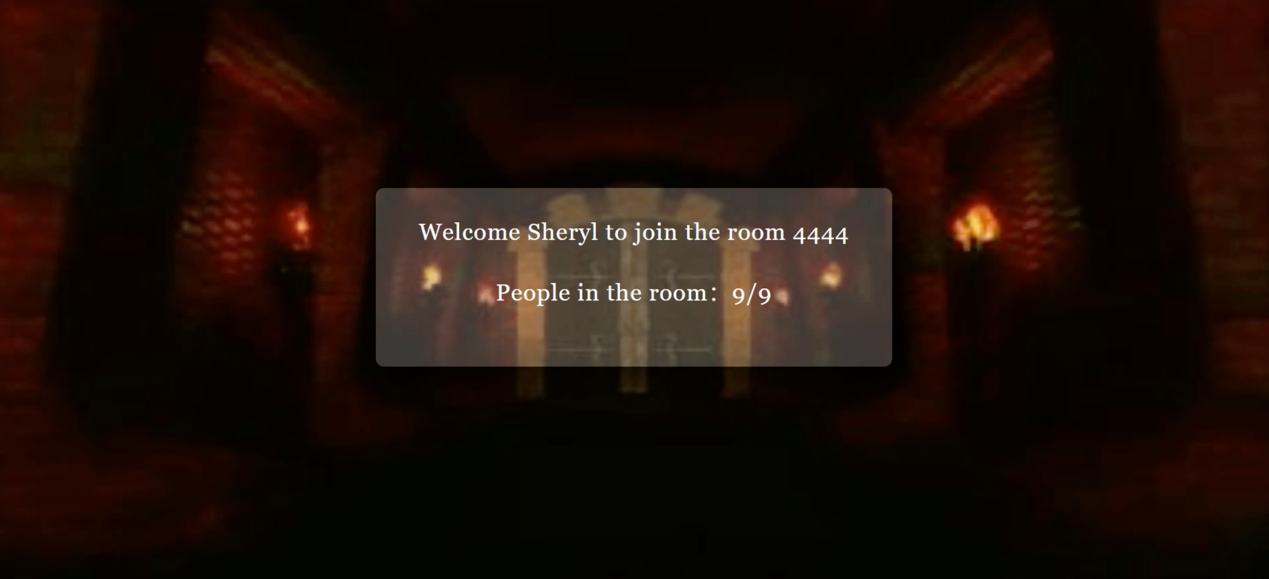 Welcome Sheryl to join the room 4444
People in the room：9/9